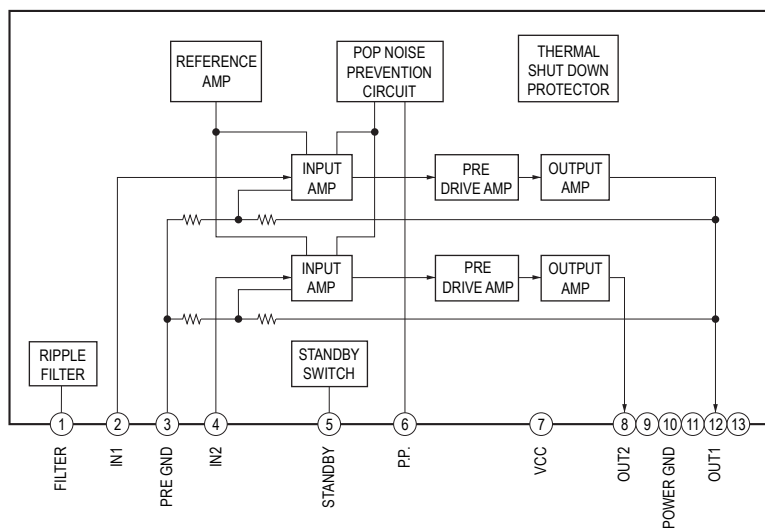 REFERENCE
AMP
POP NOISE
PREVENTION
CIRCUIT
THERMAL
SHUT DOWN
PROTECTOR
INPUT
AMP
PRE
DRIVE AMP
OUTPUT
AMP
INPUT
AMP
PRE
DRIVE AMP
OUTPUT
AMP
RIPPLE
FILTER
STANDBY
SWITCH
1
2
3
4
5
6
7
8
9
10
11
12
13
FILTER
IN1
PRE GND
IN2
STANDBY
P.P.
VCC
OUT2
POWER GND
OUT1